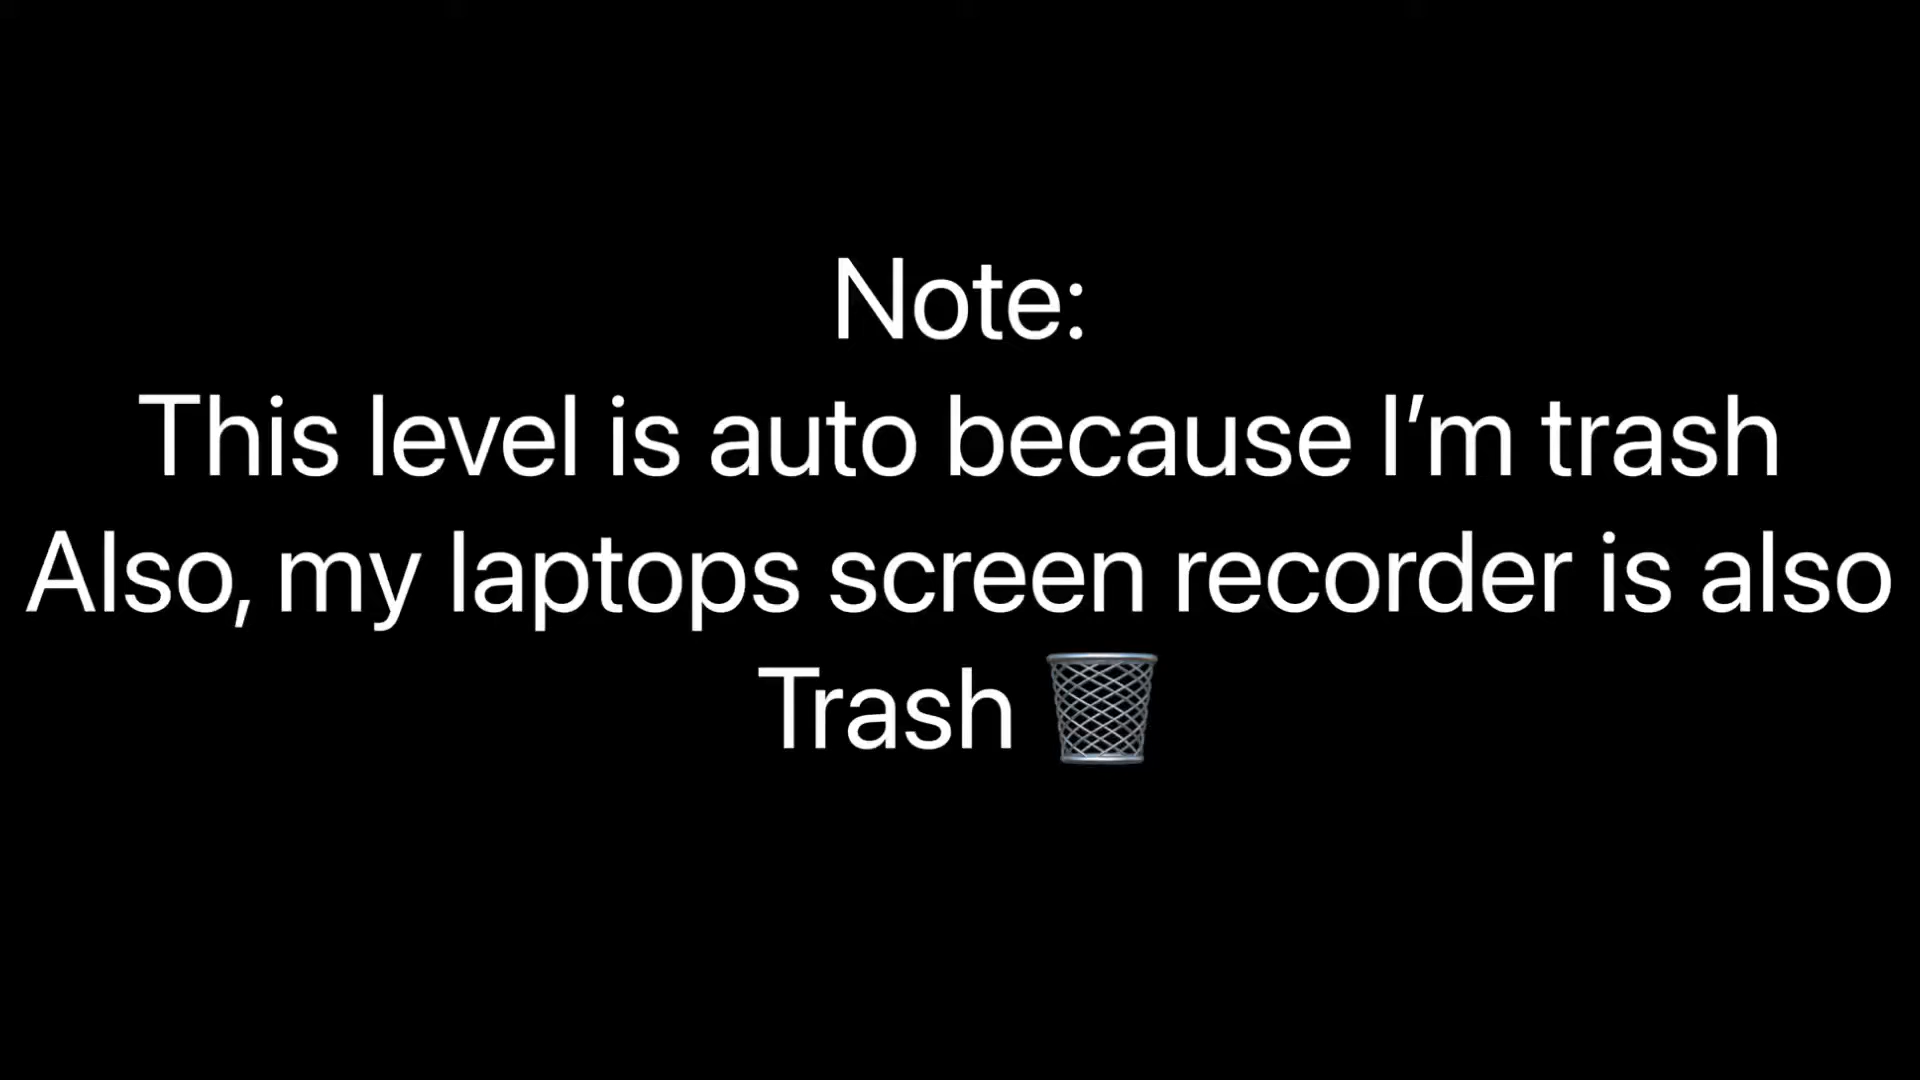 Note:
This level is auto because I’m trash
Also, my laptops screen recorder is also
Trash 🗑️